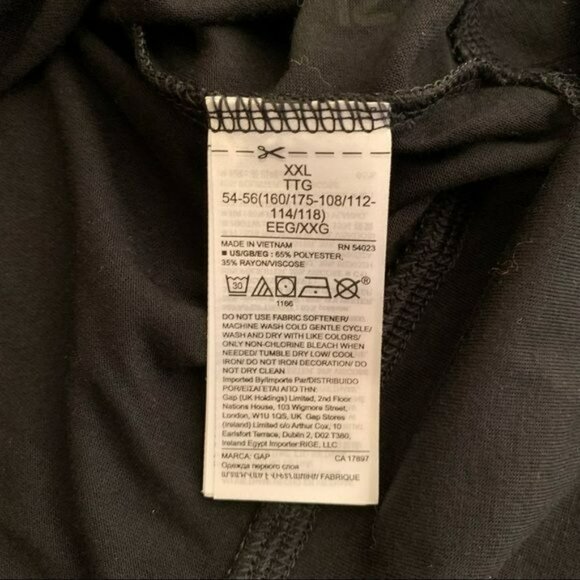 XXL
TTG
54-56(160/175-108/112-
114/118)
EEG/XXG
MADE IN VIETNAM RN 54023
■ US/GB/EG: 65% POLYESTER,
35% RAYON/VISCOSE
30 ®
1166
DO NOT USE FABRIC SOFTENER/
MACHINE WASH COLD GENTLE CYCLE/
WASH AND DRY WITH LIKE COLORS/
ONLY NON-CHLORINE BLEACH WHEN
NEEDED/ TUMBLE DRY LOW/ COOL
IRON/ DO NOT IRON DECORATION/ DO
NOT DRY CLEAN
Imported By/Importe Par/DISTRIBUIDO
POR/ΕΙΣΑΓΕΤΑΙ ΑΠΟ ΤΗΝ:
Gap (UK Holdings) Limited, 2nd Floor
Nations House, 103 Wigmore Street,
London, W1U 1QS, UK Gap Stores
(Ireland) Limited c/o Arthur Cox, 10
Earlsfort Terrace, Dublin 2, D02 T380,
Ireland Egypt Importer:RIGE, LLC
MARCA: GAP CA 17897
Одежда первого слоя
FABRIQUE